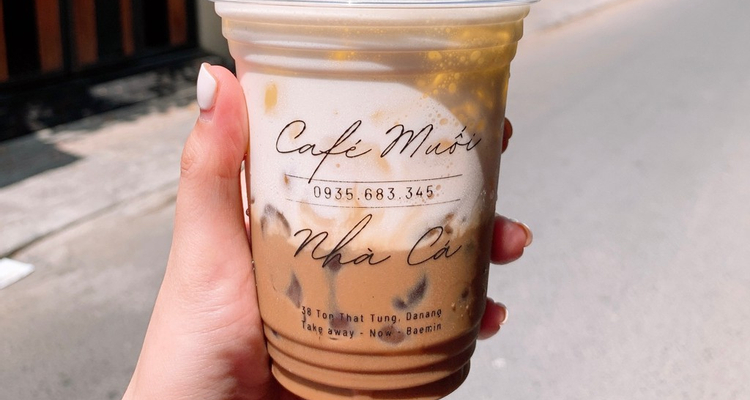 Café Muối
0935.683.345
Nhà Cá
38 Ton That Tung, Danang
Take away - Now - Baemin